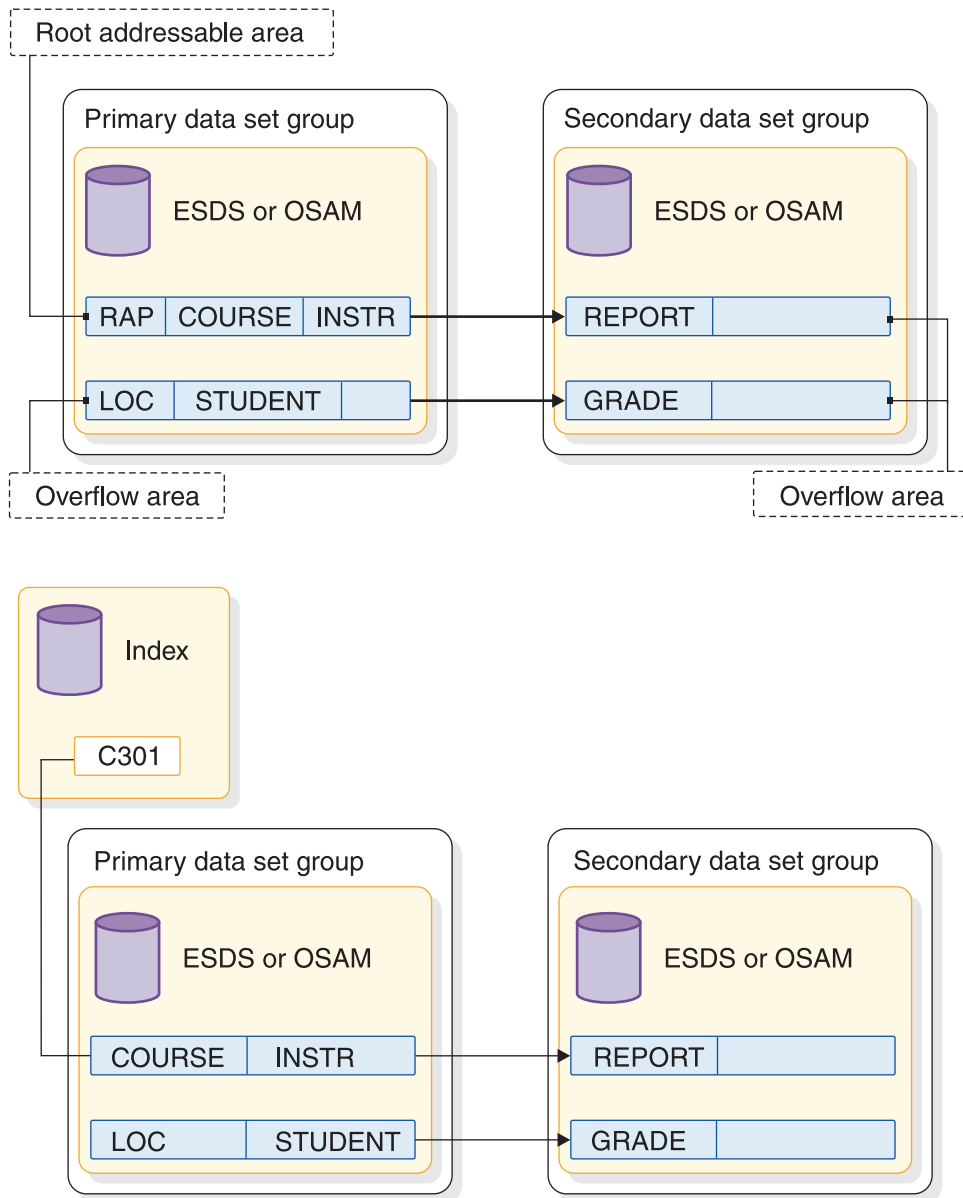 Root addressable area
Primary data set group
Secondary data set group
ESDS or OSAM
ESDS or OSAM
RAP COURSE INSTR
REPORT
LOC STUDENT
GRADE
Overflow area
Overflow area
Index
C301
Primary data set group
Secondary data set group
ESDS or OSAM
ESDS or OSAM
COURSE INSTR
REPORT
LOC STUDENT
GRADE